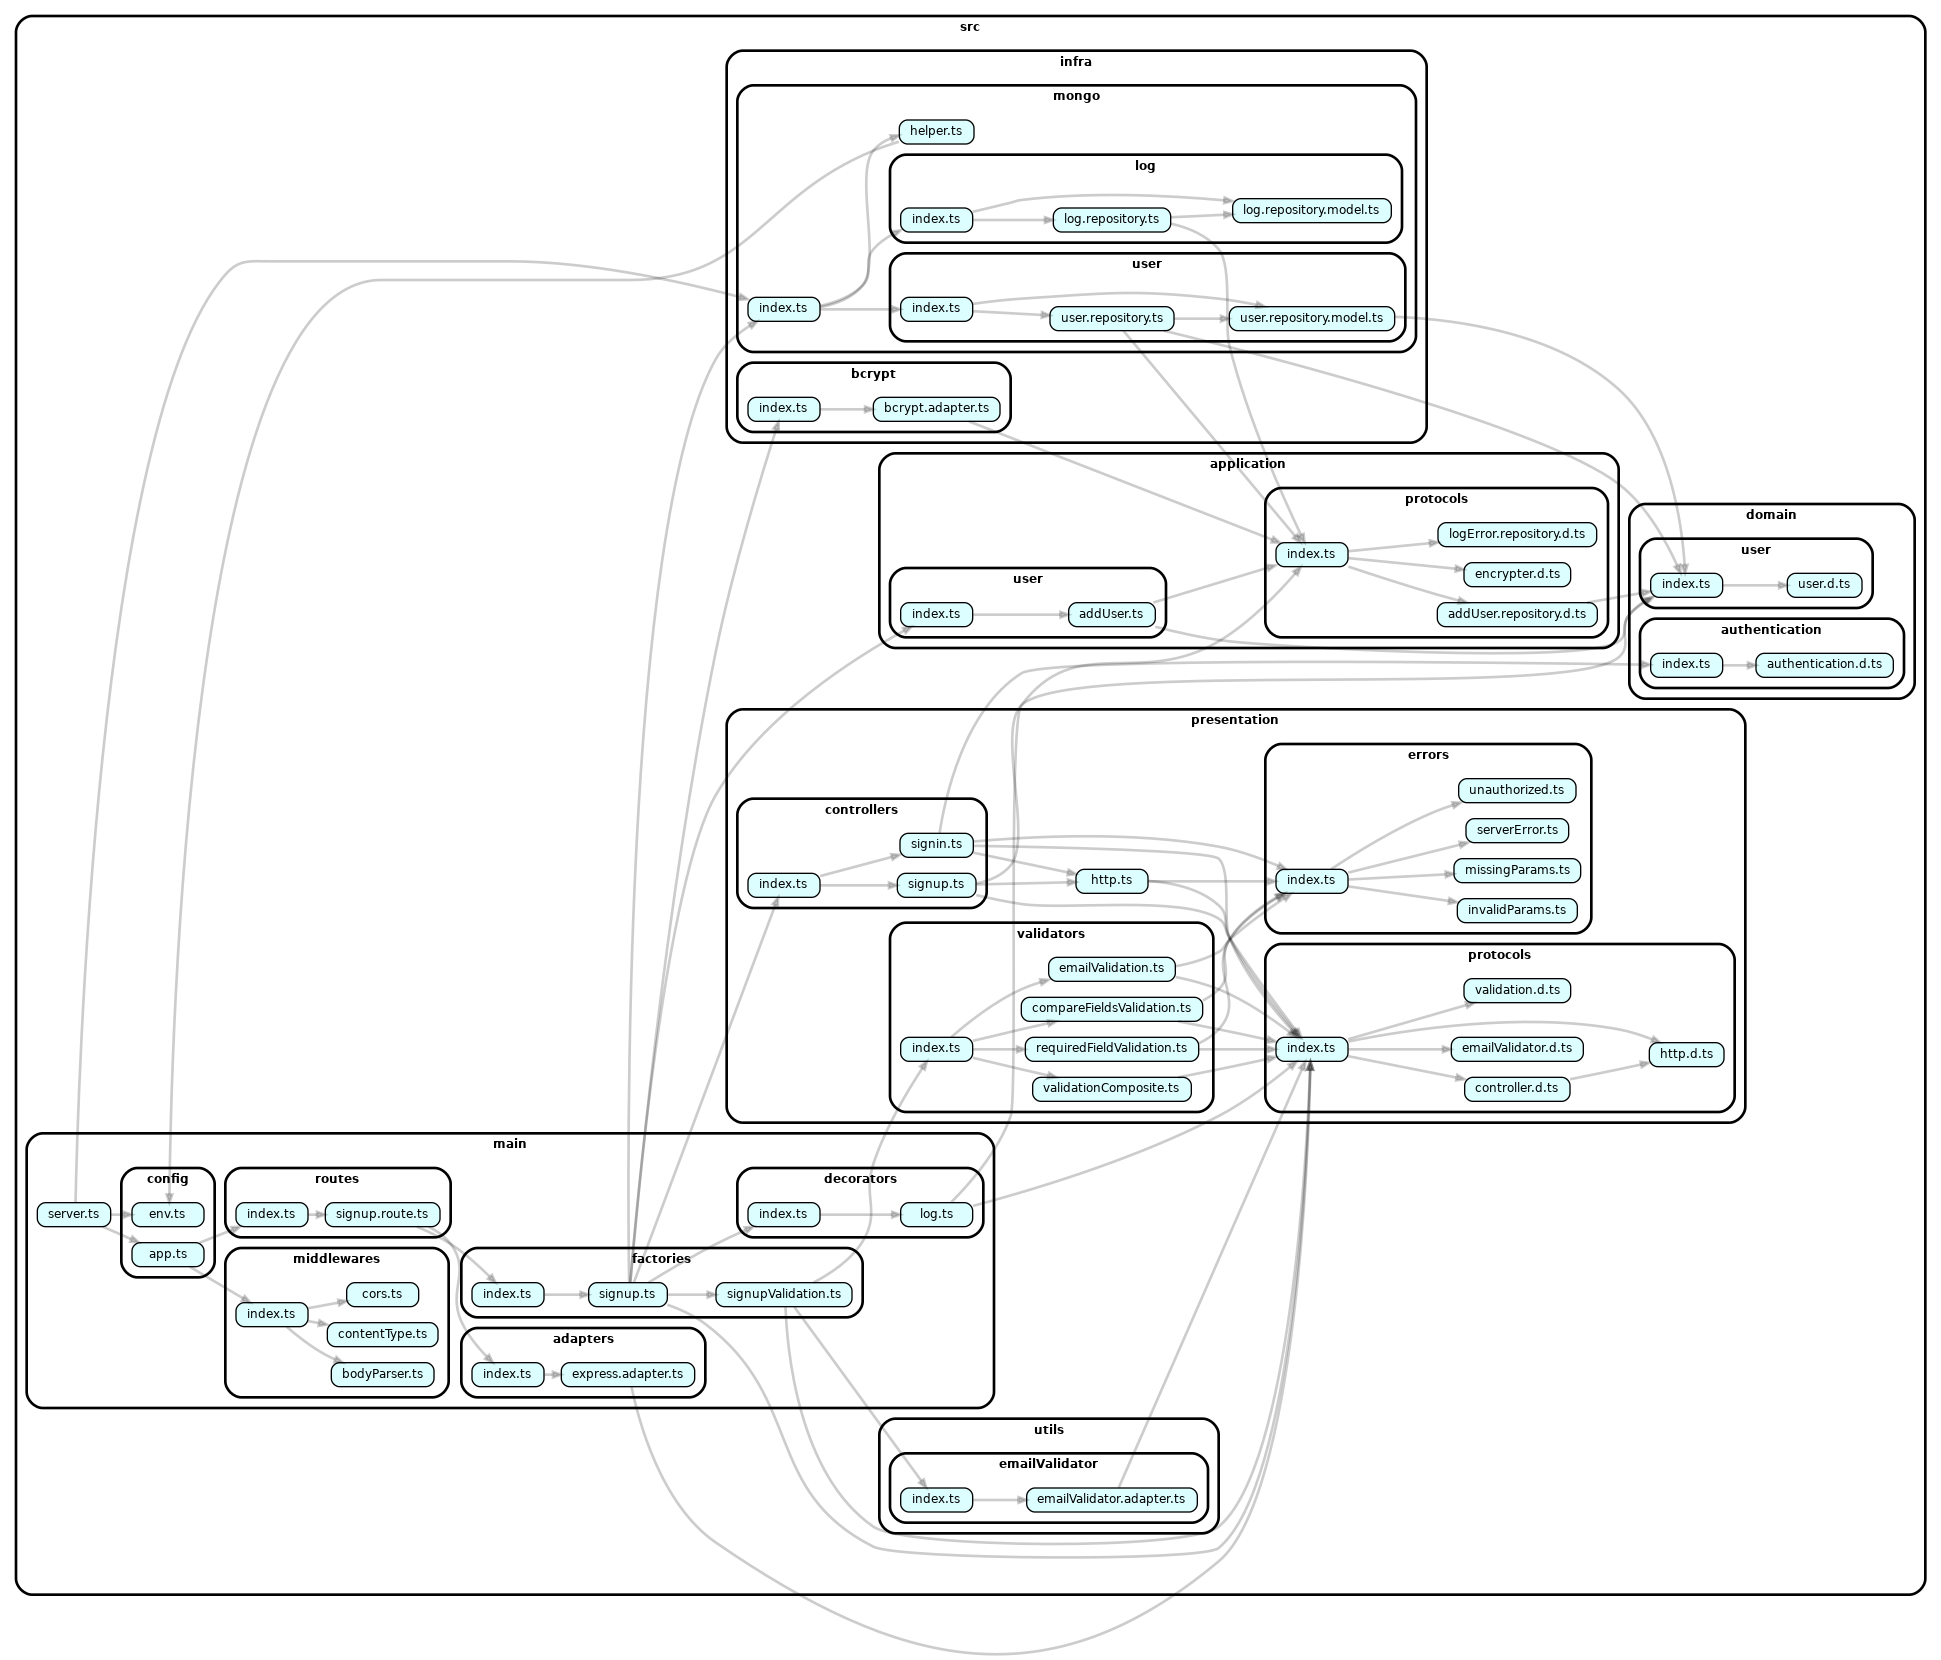 src
infra
mongo
helper.ts
log
index.ts
log.repository.ts
log.repository.model.ts
user
index.ts
index.ts
user.repository.ts
user.repository.model.ts
bcrypt
index.ts
bcrypt.adapter.ts
application
protocols
logError.repository.d.ts
index.ts
encrypter.d.ts
addUser.repository.d.ts
user
index.ts
addUser.ts
domain
user
index.ts
user.d.ts
authentication
index.ts
authentication.d.ts
presentation
errors
unauthorized.ts
serverError.ts
missingParams.ts
index.ts
invalidParams.ts
controllers
signin.ts
index.ts
signup.ts
http.ts
validators
emailValidation.ts
compareFieldsValidation.ts
index.ts
requiredFieldValidation.ts
validationComposite.ts
protocols
validation.d.ts
index.ts
emailValidator.d.ts
http.d.ts
controller.d.ts
main
server.ts
config
env.ts
app.ts
routes
index.ts
signup.route.ts
decorators
index.ts
log.ts
middlewares
cors.ts
index.ts
contentType.ts
bodyParser.ts
factories
index.ts
signup.ts
signupValidation.ts
adapters
index.ts
express.adapter.ts
utils
emailValidator
index.ts
emailValidator.adapter.ts